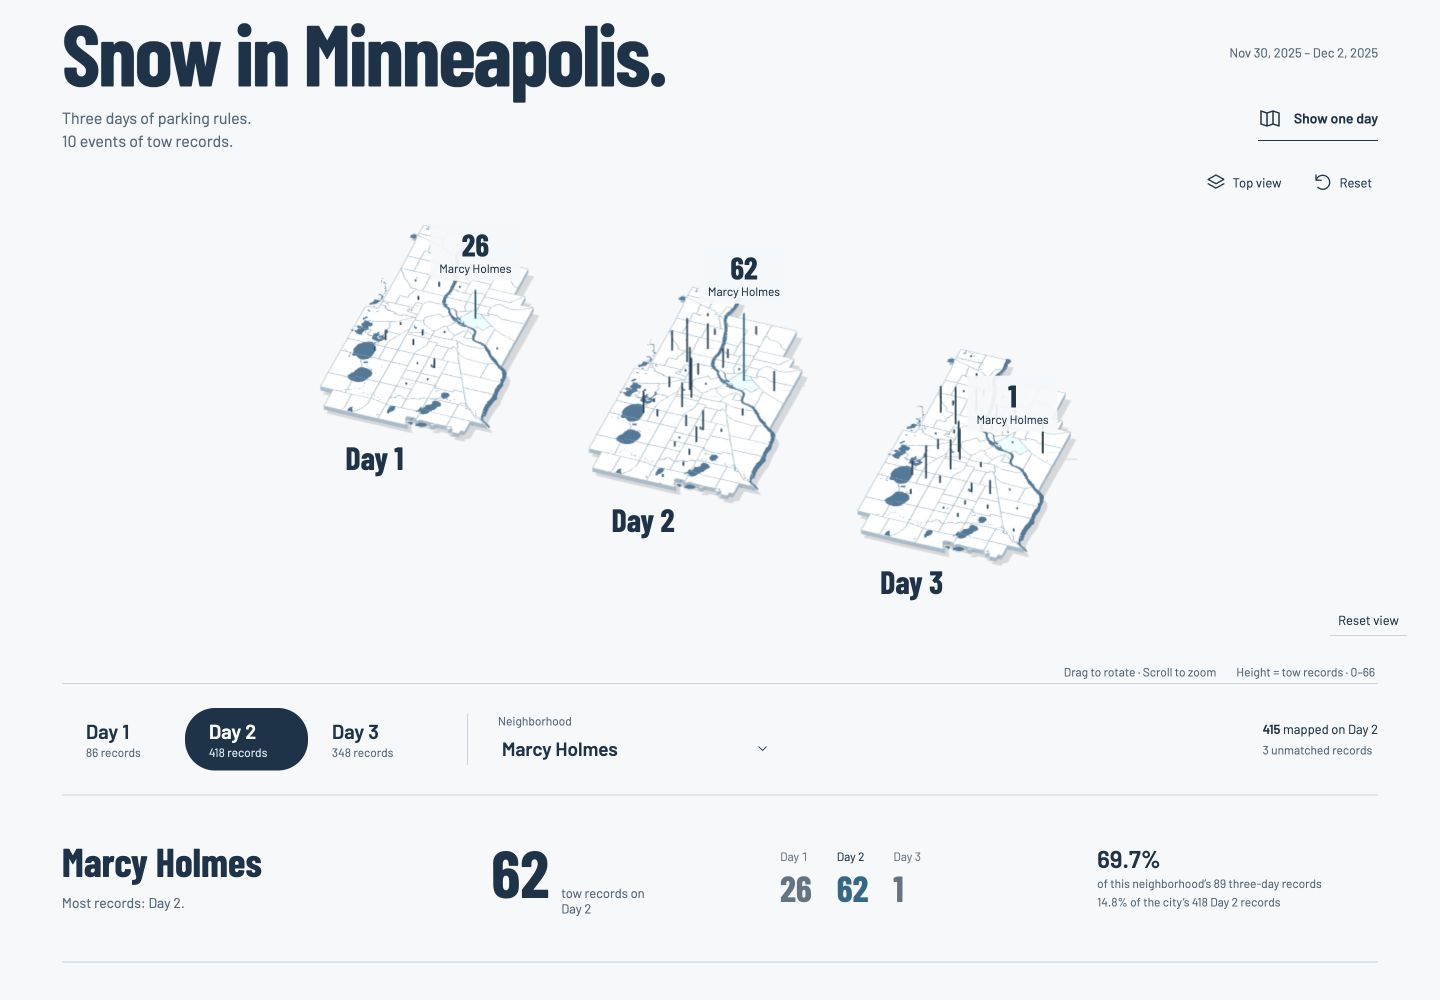 Snow in Minneapolis.
Nov 30, 2025 – Dec 2, 2025
Three days of parking rules.
10 events of tow records.
Show one day
Top view
Reset
26
Marcy Holmes
62
Marcy Holmes
1
Marcy Holmes
Day 1
Day 2
Day 3
Reset view
Drag to rotate · Scroll to zoom
Height = tow records · 0–66
Day 1
86 records
Day 2
418 records
Day 3
348 records
Neighborhood
Marcy Holmes
415 mapped on Day 2
3 unmatched records
Marcy Holmes
Most records: Day 2.
62
tow records on
Day 2
Day 1
26
Day 2
62
Day 3
1
69.7%
of this neighborhood's 89 three-day records
14.8% of the city's 418 Day 2 records